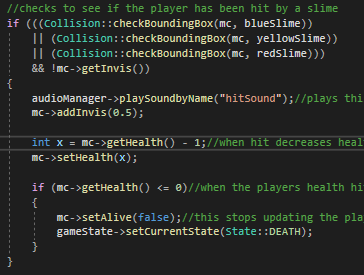 //checks to see if the player has been hit by a slime
if (((Collision::checkBoundingBox(mc, blueSlime))
|| (Collision::checkBoundingBox(mc, yellowSlime))
|| (Collision::checkBoundingBox(mc, redSlime)))
&& !mc->getInvis())
{
audioManager->playSoundbyName("hitSound");//plays thi
mc->addInvis(0.5);
int x = mc->getHealth() - 1;//when hit decreases heal
mc->setHealth(x);
if (mc->getHealth() <= 0)//when the players health hi
{
mc->setAlive(false);//this stops updating the pla
gameState->setCurrentState(State::DEATH);
}
}